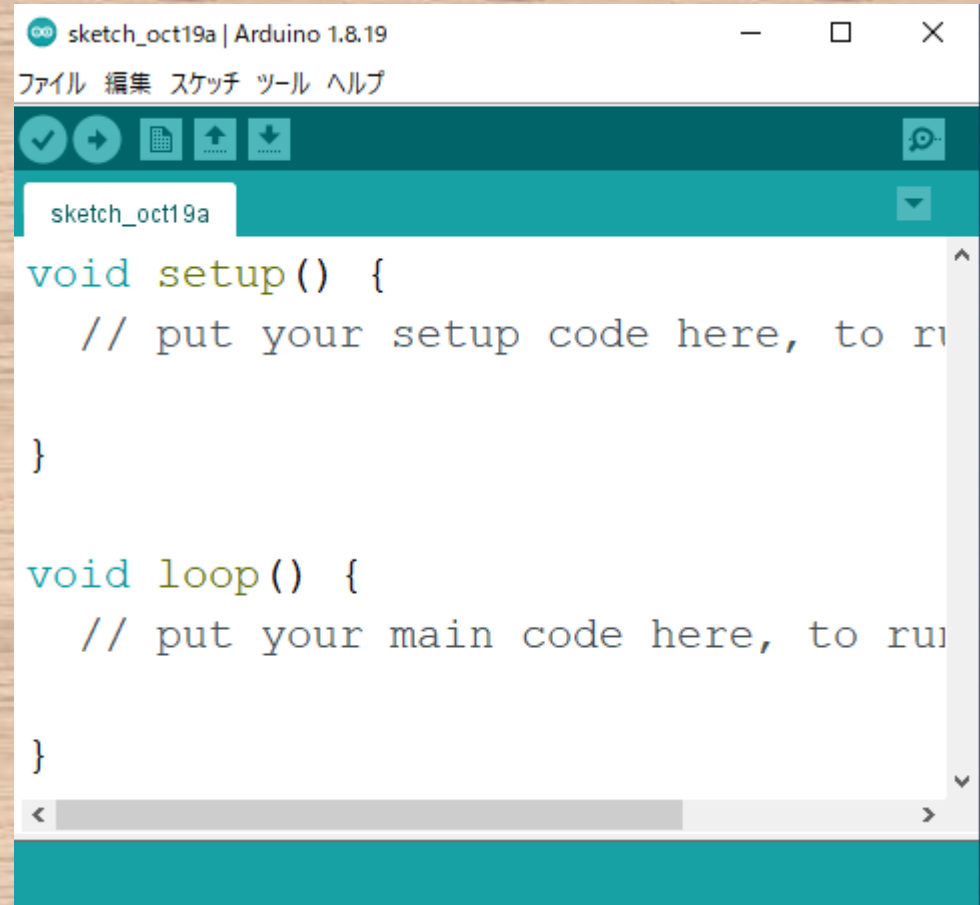 sketch_oct19a | Arduino 1.8.19
ファイル 編集 スケッチ ツール ヘルプ
sketch_oct19a
void setup() {
// put your setup code here, to
}
void loop() {
// put your main code here, to
}